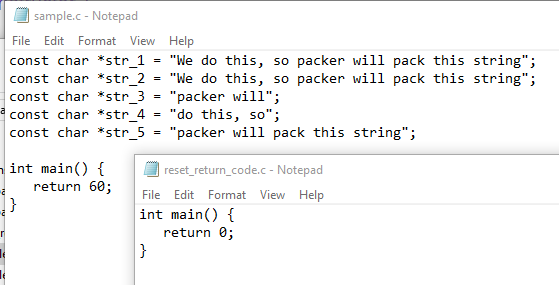 sample.c - Notepad
File Edit Format View Help
const char *str_1 = "We do this, so packer will pack this string";
const char *str_2 = "We do this, so packer will pack this string";
const char *str_3 = "packer will";
const char *str_4 = "do this, so";
const char *str_5 = "packer will pack this string";
int main() {
return 60;
}
reset_return_code.c - Notepad
File Edit Format View Help
int main() {
return 0;
}